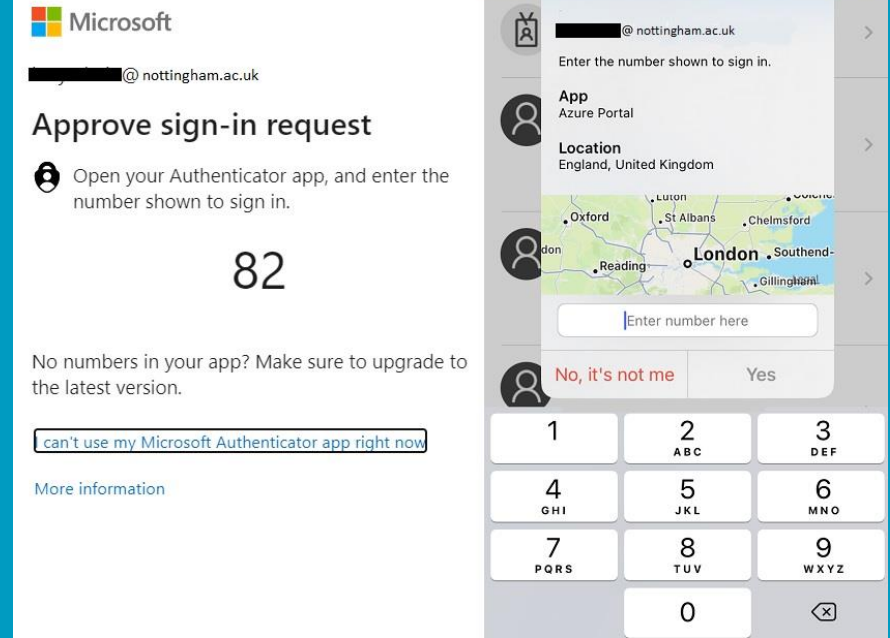 Microsoft
@ nottingham.ac.uk
Approve sign-in request
Open your Authenticator app, and enter the
number shown to sign in.
82
No numbers in your app? Make sure to upgrade to
the latest version.
I can't use my Microsoft Authenticator app right now
More information
@ nottingham.ac.uk
Enter the number shown to sign in.
App
Azure Portal
Location
England, United Kingdom
Luton
Oxford
St Albans
Chelmsford
don
London
Southend-
Reading
Gillingham
Legal
Enter number here
No, it's not me
Yes
1
2
ABC
3
DEF
4
GHI
5
JKL
6
MNO
7
PQRS
8
TUV
9
WXYZ
0